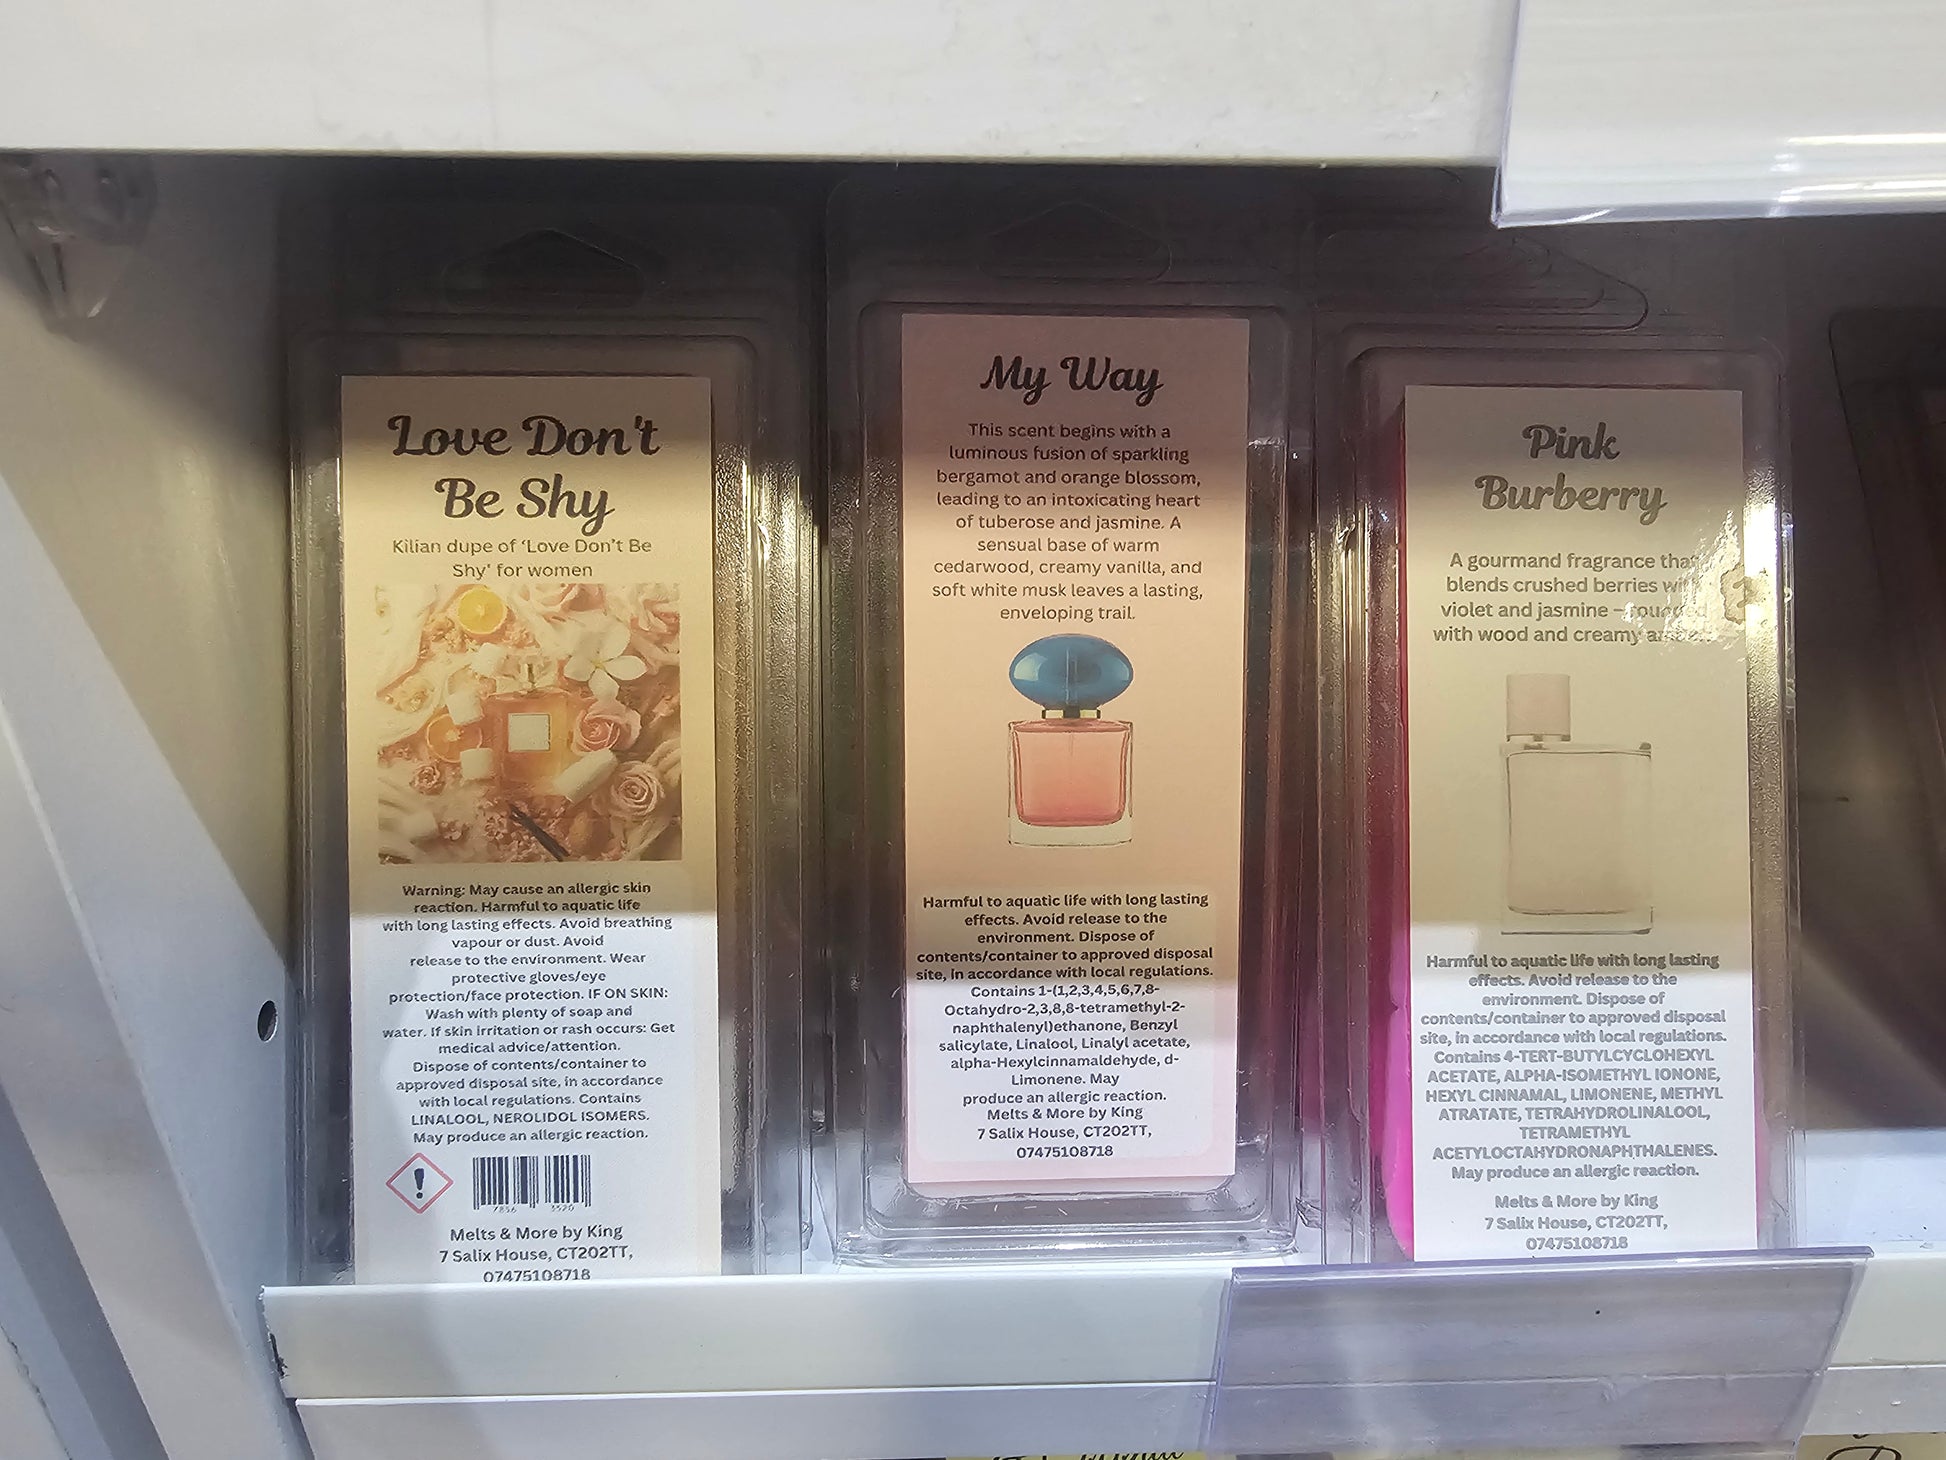 Love Don't
Be Shy
Kilian dupe of 'Love Don't Be
Shy' for women
Warning: May cause an allergic skin
reaction. Harmful to aquatic life
with long lasting effects. Avoid breathing
vapour or dust. Avoid
release to the environment. Wear
protective gloves/eye
protection/face protection. IF ON SKIN:
Wash with plenty of soap and
water. If skin irritation or rash occurs: Get
medical advice/attention.
Dispose of contents/container to
approved disposal site, in accordance
with local regulations. Contains
LINALOOL, NEROLIDOL ISOMERS.
May produce an allergic reaction.
7856 3520
Melts & More by King
7 Salix House, CT202TT,
07475108718
My Way
This scent begins with a
luminous fusion of sparkling
bergamot and orange blossom,
leading to an intoxicating heart
of tuberose and jasmine. A
sensual base of warm
cedarwood, creamy vanilla, and
soft white musk leaves a lasting,
enveloping trail.
Harmful to aquatic life with long lasting
effects. Avoid release to the
environment. Dispose of
contents/container to approved disposal
site, in accordance with local regulations.
Contains 1-(1,2,3,4,5,6,7,8-
Octahydro-2,3,8,8-tetramethyl-2-
naphthalenyl)ethanone, Benzyl
salicylate, Linalool, Linalyl acetate,
alpha-Hexylcinnamaldehyde, d-
Limonene. May
produce an allergic reaction.
Melts & More by King
7 Salix House, CT202TT,
07475108718
Pink
Burberry
A gourmand fragrance that
blends crushed berries with
violet and jasmine – rounded
with wood and creamy
Harmful to aquatic life with long lasting
effects. Avoid release to the
environment. Dispose of
contents/container to approved disposal
site, in accordance with local regulations.
Contains 4-TERT-BUTYLCYCLOHEXYL
ACETATE, ALPHA-ISOMETHYL IONONE,
HEXYL CINNAMAL, LIMONENE, METHYL
ATRATATE, TETRAHYDROLINALOOL,
TETRAMETHYL
ACETYLOCTAHYDRONAPHTHALENES.
May produce an allergic reaction.
Melts & More by King
7 Salix House, CT202TT,
07475108718